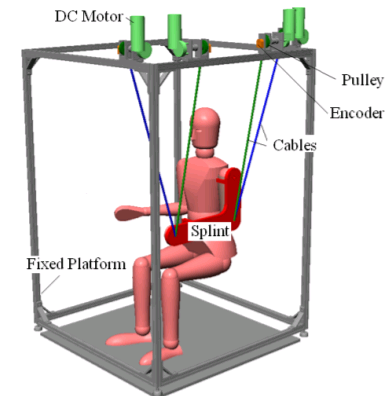 DC Motor
Pulley
Encoder
Cables
Splint
Fixed Platform